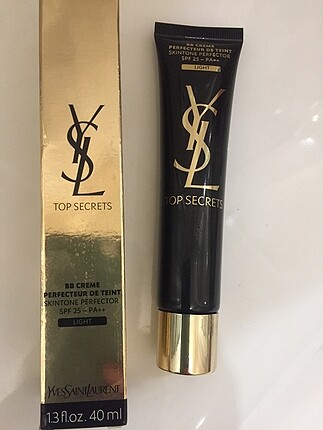 YSL
TOP SECRETS
BB CREME
PERFECTEUR DE TEINT
SKINTONE PERFECTOR
SPF 25 – PA++
LIGHT
YVESSAINTLAURENT
1.3 fl.oz. 40 ml
BB CREME
PERFECTEUR DE TEINT
SKINTONE PERFECTOR
SPF 25 – PA++
LIGHT
YSL
TOP SECRETS